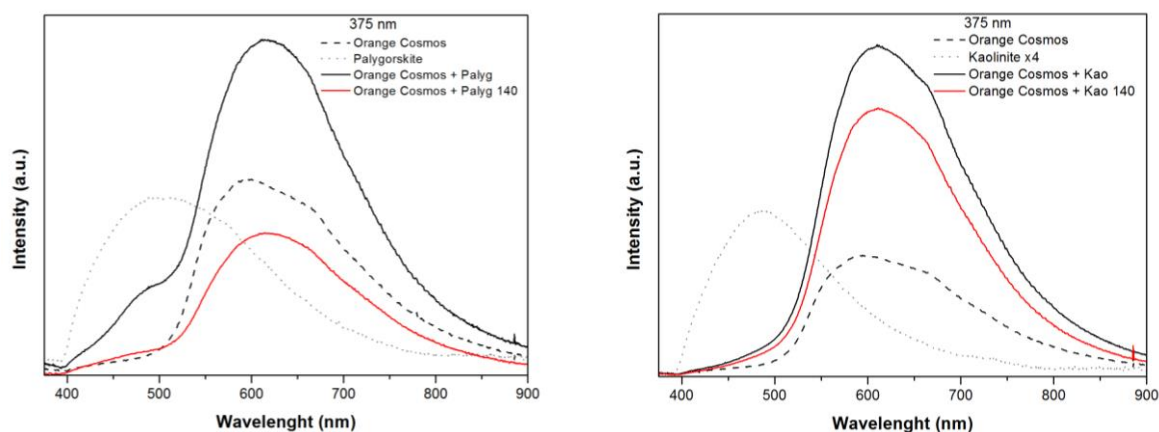 375 nm
Orange Cosmos
Palygorskite
Orange Cosmos + Palyg
Orange Cosmos + Palyg 140
Intensity (a.u.)
400 500 600 700 800 900
Wavelenght (nm)
375 nm
Orange Cosmos
Kaolinite x4
Orange Cosmos + Kao
Orange Cosmos + Kao 140
Intensity (a.u.)
400 500 600 700 800 900
Wavelenght (nm)